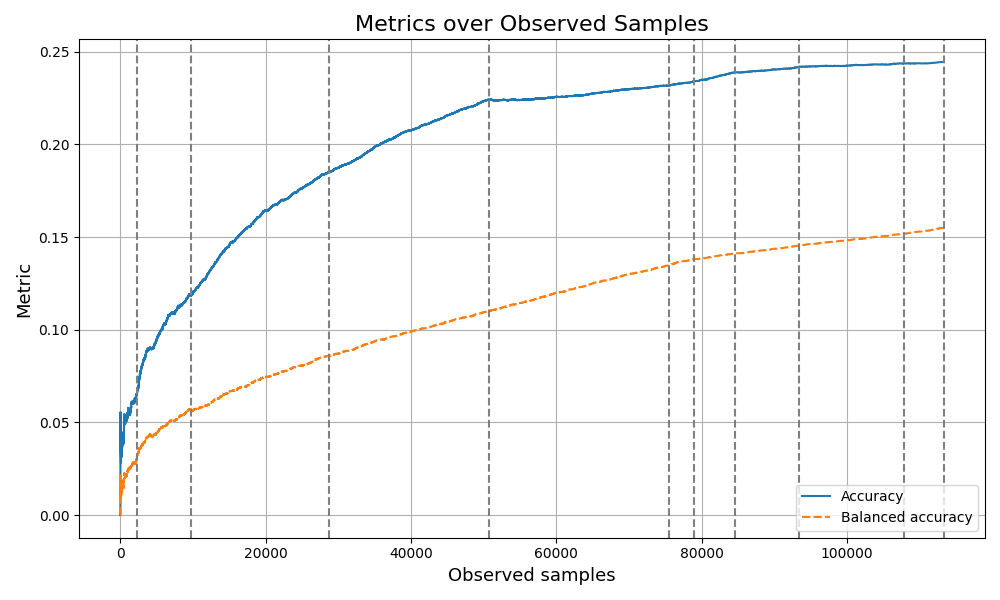 Metrics over Observed Samples
0.25
0.20
0.15
0.10
0.05
0.00
Metric
0
20000
40000
60000
80000
100000
Observed samples
Accuracy
Balanced accuracy